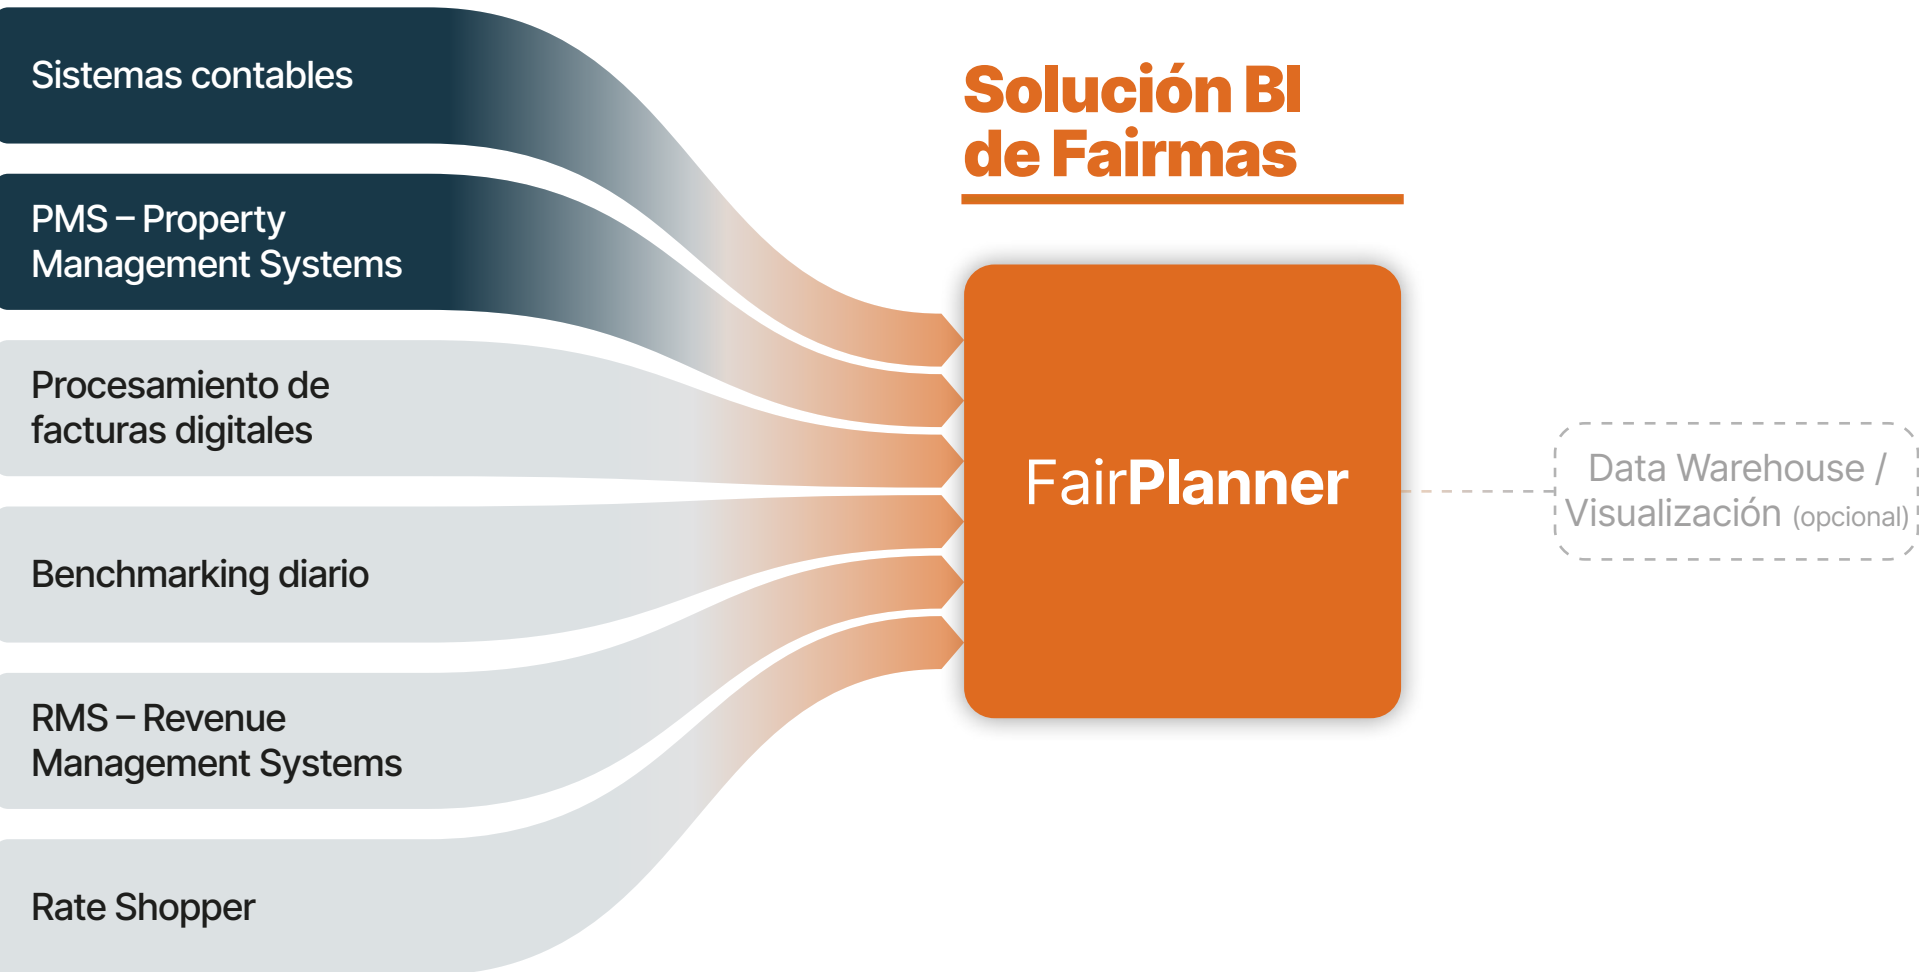 Sistemas contables
PMS – Property
Management Systems
Procesamiento de
facturas digitales
Benchmarking diario
RMS – Revenue
Management Systems
Rate Shopper
Solución BI
de Fairmas
FairPlanner
Data Warehouse /
Visualización (opcional)